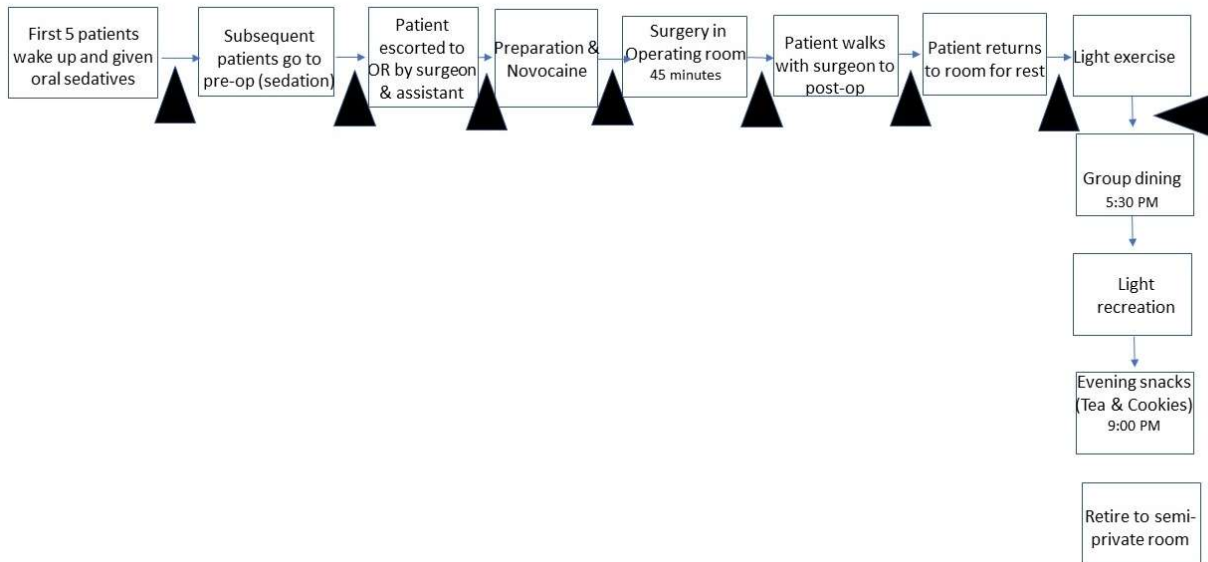 First 5 patients
wake up and given
oral sedatives
Subsequent
patients go to
pre-op (sedation)
Patient
escorted to
OR by surgeon
& assistant
Preparation &
Novocaine
Surgery in
Operating room
45 minutes
Patient walks
with surgeon to
post-op
Patient returns
to room for rest
Light exercise
Group dining
5:30 PM
Light
recreation
Evening snacks
(Tea & Cookies)
9:00 PM
Retire to semi-
private room